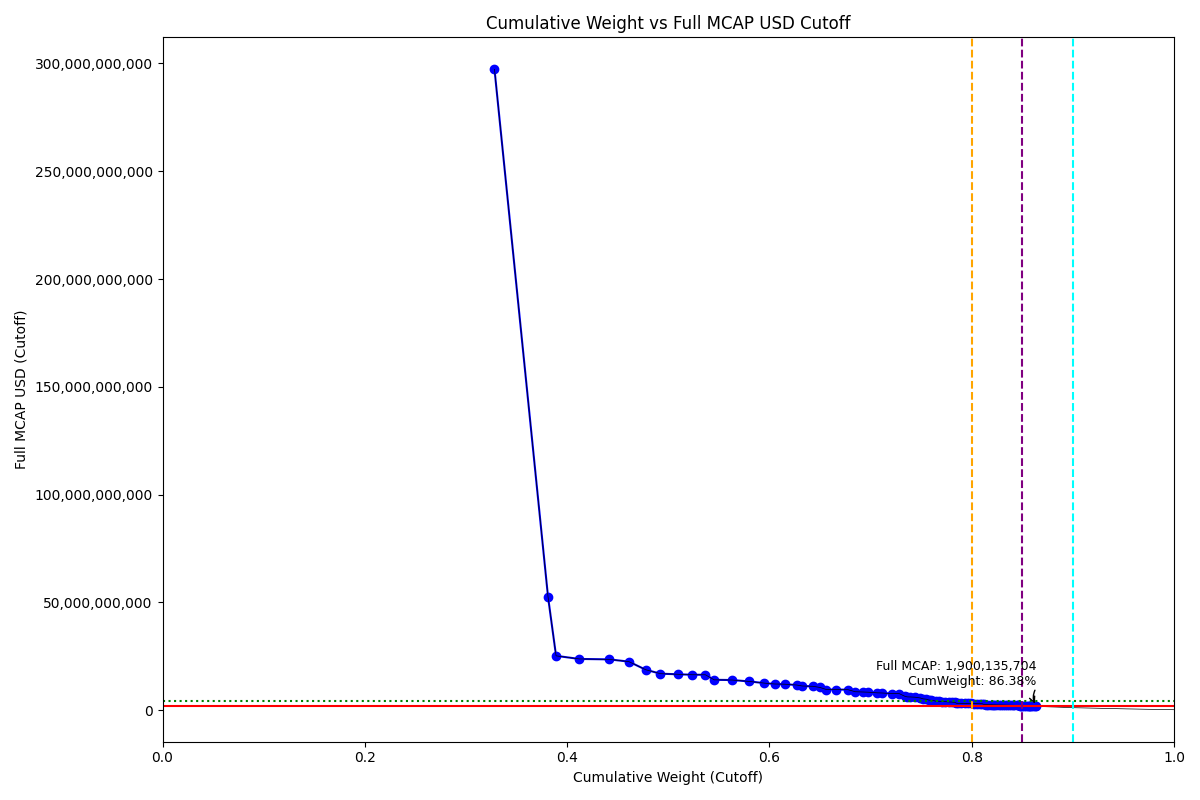 Cumulative Weight vs Full MCAP USD Cutoff
300,000,000,000
250,000,000,000
200,000,000,000
150,000,000,000
100,000,000,000
50,000,000,000
0
Full MCAP USD (Cutoff)
Full MCAP: 1,900,135,704
CumWeight: 86.38%
0.0
0.2
0.4
0.6
0.8
1.0
Cumulative Weight (Cutoff)